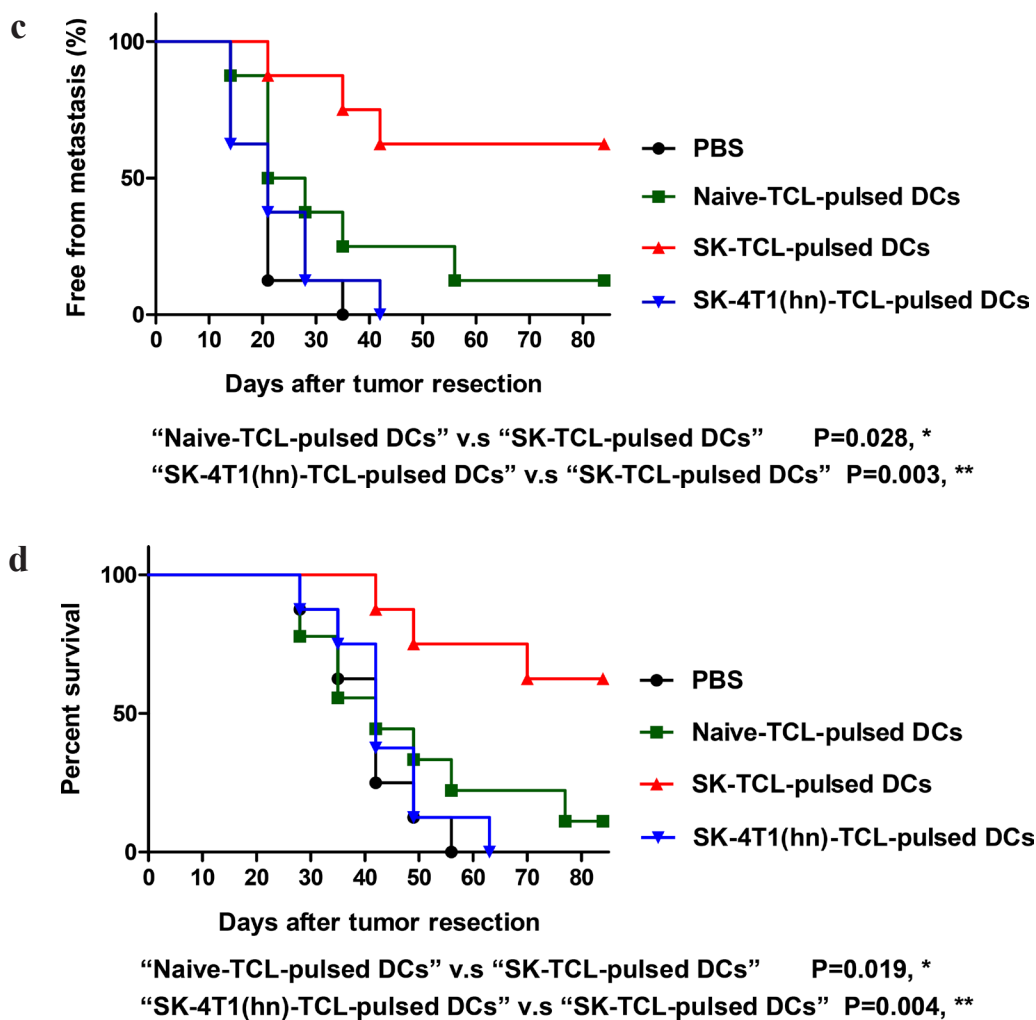 c
Free from metastasis (%)
100
50
0
0 10 20 30 40 50 60 70 80
Days after tumor resection
PBS
Naive-TCL-pulsed DCs
SK-TCL-pulsed DCs
SK-4T1(hn)-TCL-pulsed DCs
“Naive-TCL-pulsed DCs” v.s “SK-TCL-pulsed DCs” P=0.028, *
“SK-4T1(hn)-TCL-pulsed DCs” v.s “SK-TCL-pulsed DCs” P=0.003, **
d
Percent survival
100
50
0
0 10 20 30 40 50 60 70 80
Days after tumor resection
PBS
Naive-TCL-pulsed DCs
SK-TCL-pulsed DCs
SK-4T1(hn)-TCL-pulsed DCs
“Naive-TCL-pulsed DCs” v.s “SK-TCL-pulsed DCs” P=0.019, *
“SK-4T1(hn)-TCL-pulsed DCs” v.s “SK-TCL-pulsed DCs” P=0.004, **